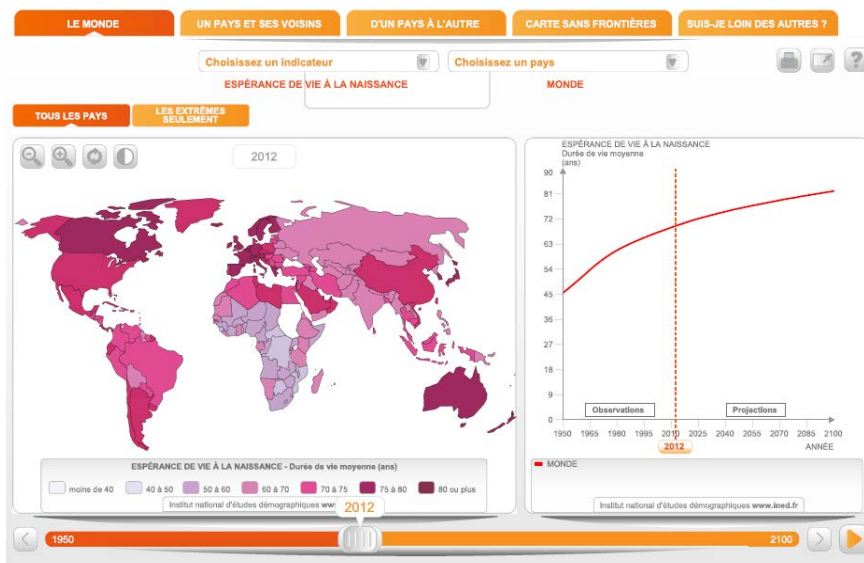 LE MONDE
UN PAYS ET SES VOISINS
D'UN PAYS À L'AUTRE
CARTE SANS FRONTIÈRES
SUIS-JE LOIN DES AUTRES ?
Choisissez un indicateur
Choisissez un pays
?
ESPÉRANCE DE VIE À LA NAISSANCE
MONDE
TOUS LES PAYS
LES EXTRÊMES
SEULEMENT
2012
ESPÉRANCE DE VIE À LA NAISSANCE - Durée de vie moyenne (ans)
moins de 40
40 à 50
50 à 60
60 à 70
70 à 75
75 à 80
80 ou plus
Institut national d'études démographiques
ESPÉRANCE DE VIE À LA NAISSANCE
Durée de vie moyenne
(ans)
90
81
72
63
54
45
36
27
18
9
0
Observations
Projections
1950 1965 1980 1995 2010 2025 2040 2055 2070 2085 2100
2012
ANNÉE
MONDE
Institut national d'études démographiques www.ined.fr
2012
1950
2100